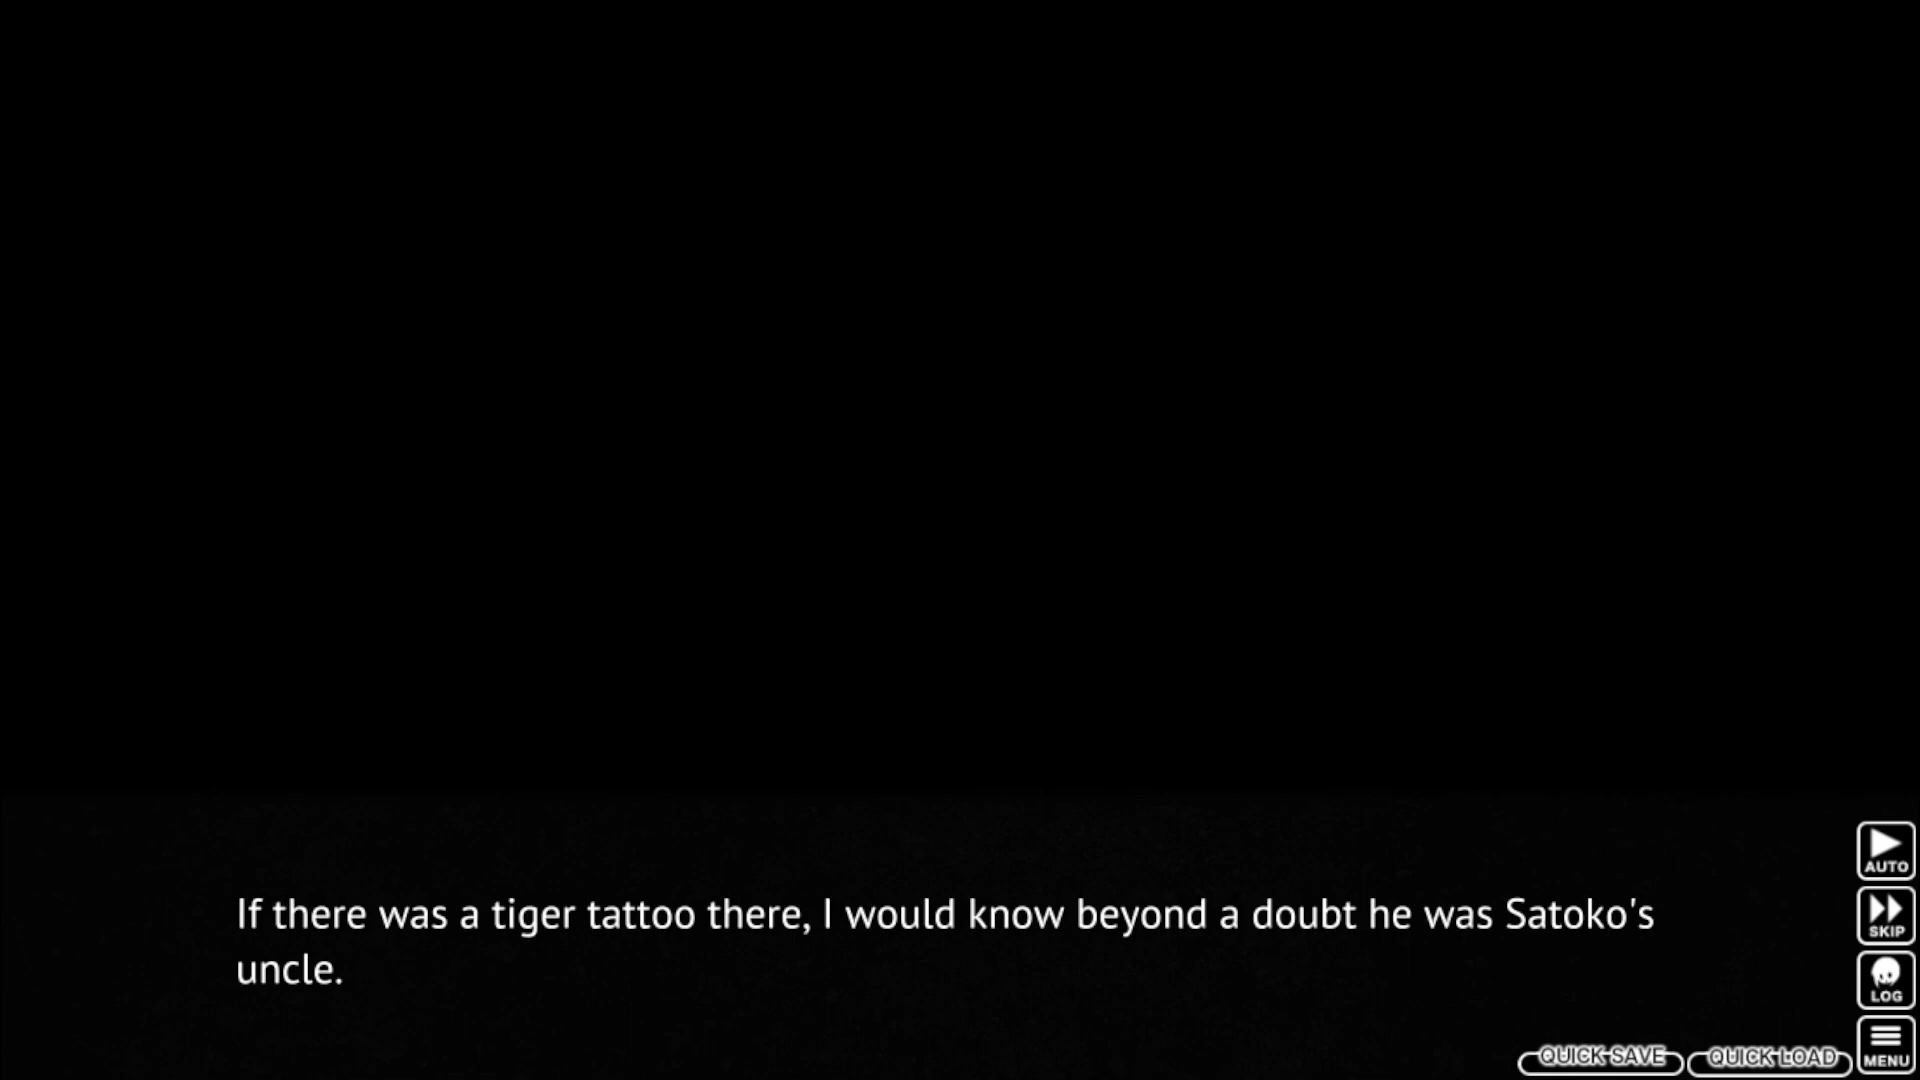 If there was a tiger tattoo there, I would know beyond a doubt he was Satoko's
uncle.
AUTO
SKIP
LOG
MENU
QUICK SAVE
QUICK LOAD